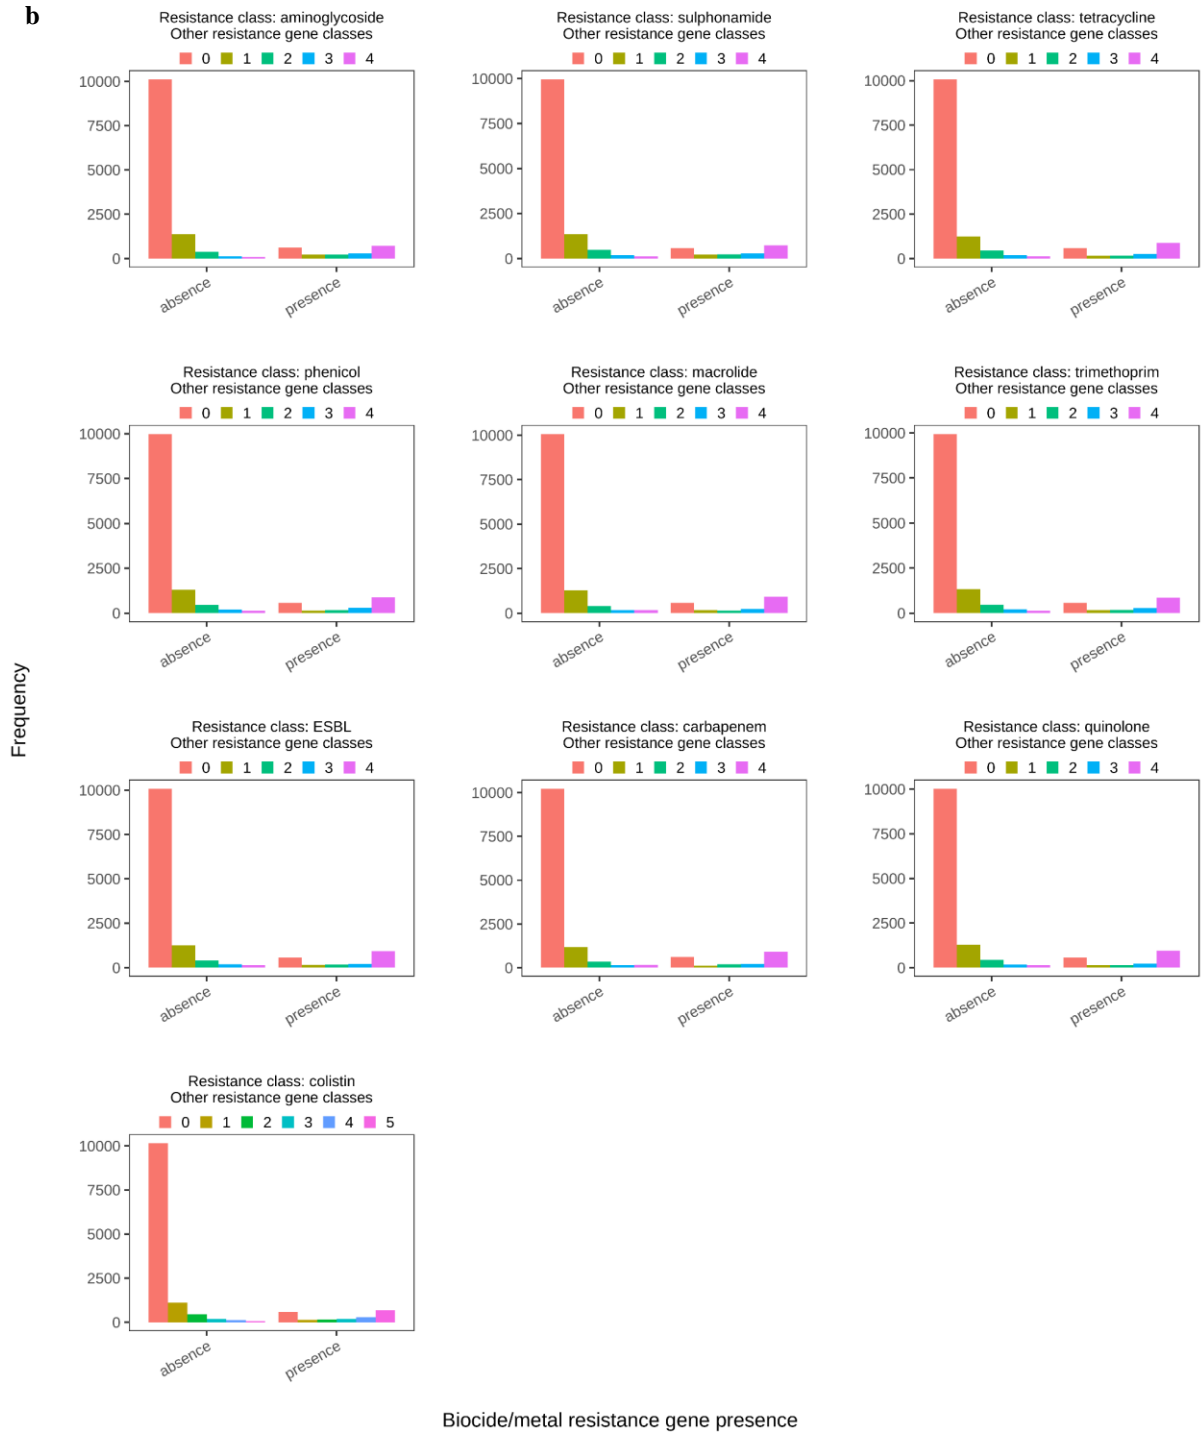 b
Resistance class: aminoglycoside
Other resistance gene classes
0 1 2 3 4
10000
7500
5000
2500
0
absence
presence
Resistance class: sulphonamide
Other resistance gene classes
0 1 2 3 4
10000
7500
5000
2500
0
absence
presence
Resistance class: tetracycline
Other resistance gene classes
0 1 2 3 4
10000
7500
5000
2500
0
absence
presence
Resistance class: phenicol
Other resistance gene classes
0 1 2 3 4
10000
7500
5000
2500
0
absence
presence
Resistance class: macrolide
Other resistance gene classes
0 1 2 3 4
10000
7500
5000
2500
0
absence
presence
Resistance class: trimethoprim
Other resistance gene classes
0 1 2 3 4
10000
7500
5000
2500
0
absence
presence
Frequency
Resistance class: ESBL
Other resistance gene classes
0 1 2 3 4
10000
7500
5000
2500
0
absence
presence
Resistance class: carbapenem
Other resistance gene classes
0 1 2 3 4
10000
7500
5000
2500
0
absence
presence
Resistance class: quinolone
Other resistance gene classes
0 1 2 3 4
10000
7500
5000
2500
0
absence
presence
Resistance class: colistin
Other resistance gene classes
0 1 2 3 4 5
10000
7500
5000
2500
0
absence
presence
Biocide/metal resistance gene presence